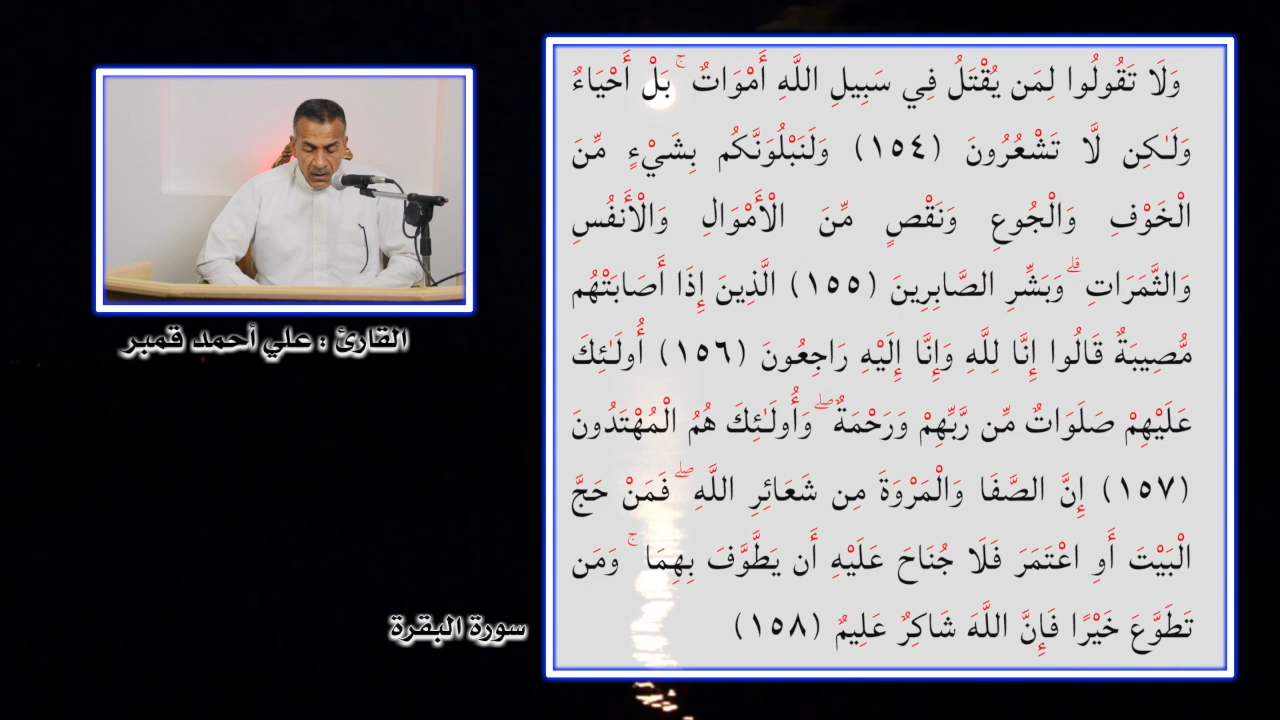 وَلَا تَقُولُوا لِمَن يُقْتَلُ فِي سَبِيلِ اللَّهِ أَمْوَاتٌ ۚ بَلْ أَحْيَاءٌ
وَلَـٰكِن لَّا تَشْعُرُونَ (١٥٤) وَلَنَبْلُوَنَّكُم بِشَيْءٍ مِّنَ
الْخَوْفِ وَالْجُوعِ وَنَقْصٍ مِّنَ الْأَمْوَالِ وَالْأَنفُسِ
وَالثَّمَرَاتِ ۗ وَبَشِّرِ الصَّابِرِينَ (١٥٥) الَّذِينَ إِذَا أَصَابَتْهُم
مُّصِيبَةٌ قَالُوا إِنَّا لِلَّهِ وَإِنَّا إِلَيْهِ رَاجِعُونَ (١٥٦) أُولَـٰئِكَ
عَلَيْهِمْ صَلَوَاتٌ مِّن رَّبِّهِمْ وَرَحْمَةٌ ۖ وَأُولَـٰئِكَ هُمُ الْمُهْتَدُونَ
(١٥٧) إِنَّ الصَّفَا وَالْمَرْوَةَ مِن شَعَائِرِ اللَّهِ ۖ فَمَنْ حَجَّ
الْبَيْتَ أَوِ اعْتَمَرَ فَلَا جُنَاحَ عَلَيْهِ أَن يَطَّوَّفَ بِهِمَا ۚ وَمَن
تَطَوَّعَ خَيْرًا فَإِنَّ اللَّهَ شَاكِرٌ عَلِيمٌ (١٥٨)
القارئ : علي أحمد قمبر
سورة البقرة